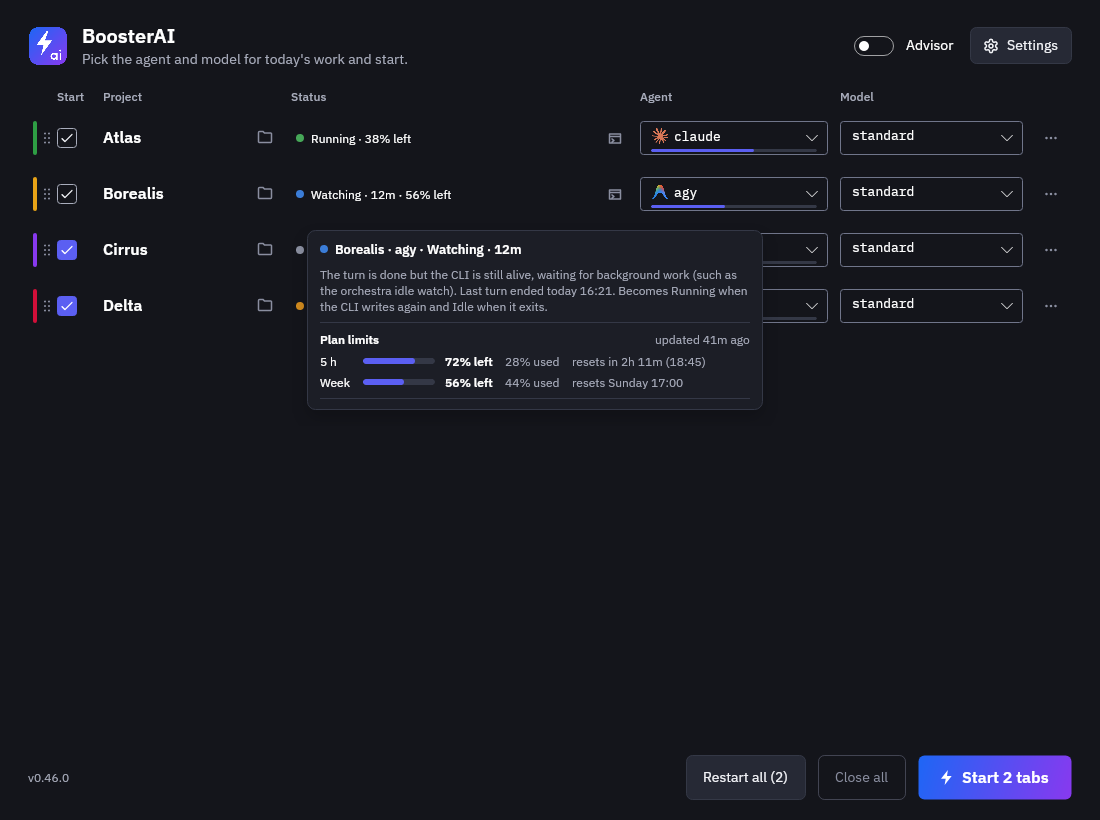 ai
BoosterAI
Pick the agent and model for today's work and start.
Advisor
Settings
Start
Project
Status
Agent
Model
Atlas
Running · 38% left
claude
standard
Borealis
Watching · 12m · 56% left
agy
standard
Cirrus
standard
Delta
standard
Borealis · agy · Watching · 12m
The turn is done but the CLI is still alive, waiting for background work (such as
the orchestra idle watch). Last turn ended today 16:21. Becomes Running when
the CLI writes again and Idle when it exits.
Plan limits
updated 41m ago
5 h
72% left
28% used
resets in 2h 11m (18:45)
Week
56% left
44% used
resets Sunday 17:00
v0.46.0
Restart all (2)
Close all
Start 2 tabs